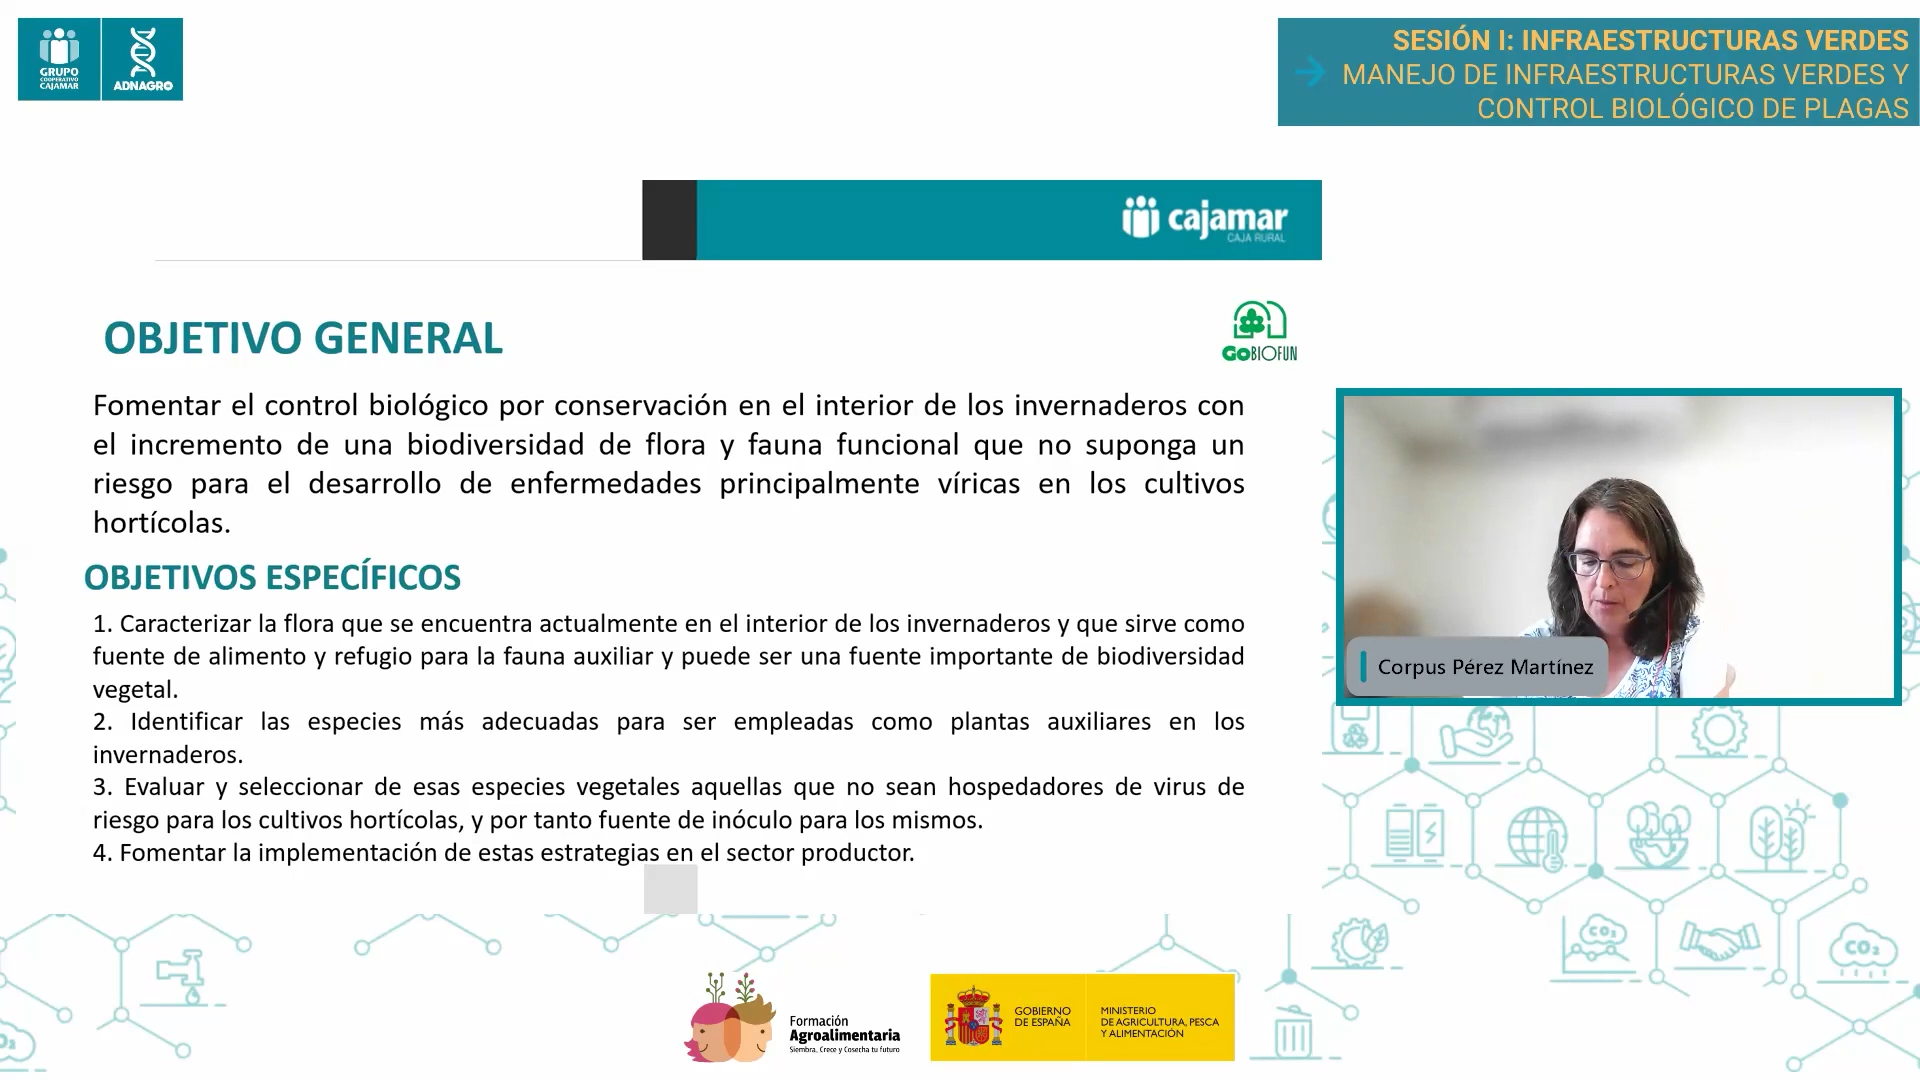 GRUPO
COOPERATIVO
CAJAMAR
ADNAGRO
SESIÓN I: INFRAESTRUCTURAS VERDES
MANEJO DE INFRAESTRUCTURAS VERDES Y
CONTROL BIOLÓGICO DE PLAGAS
cajamar
CAJA RURAL
GOBIOFUN
OBJETIVO GENERAL
Fomentar el control biológico por conservación en el interior de los invernaderos con
el incremento de una biodiversidad de flora y fauna funcional que no suponga un
riesgo para el desarrollo de enfermedades principalmente víricas en los cultivos
hortícolas.
OBJETIVOS ESPECÍFICOS
1. Caracterizar la flora que se encuentra actualmente en el interior de los invernaderos y que sirve como
fuente de alimento y refugio para la fauna auxiliar y puede ser una fuente importante de biodiversidad
vegetal.
2. Identificar las especies más adecuadas para ser empleadas como plantas auxiliares en los
invernaderos.
3. Evaluar y seleccionar de esas especies vegetales aquellas que no sean hospedadores de virus de
riesgo para los cultivos hortícolas, y por tanto fuente de inóculo para los mismos.
4. Fomentar la implementación de estas estrategias en el sector productor.
Corpus Pérez Martínez
CO₂
CO₂
Formación
Agroalimentaria
Siembra, Crece y Cosecha tu futuro
GOBIERNO
DE ESPAÑA
MINISTERIO
DE AGRICULTURA, PESCA
Y ALIMENTACIÓN